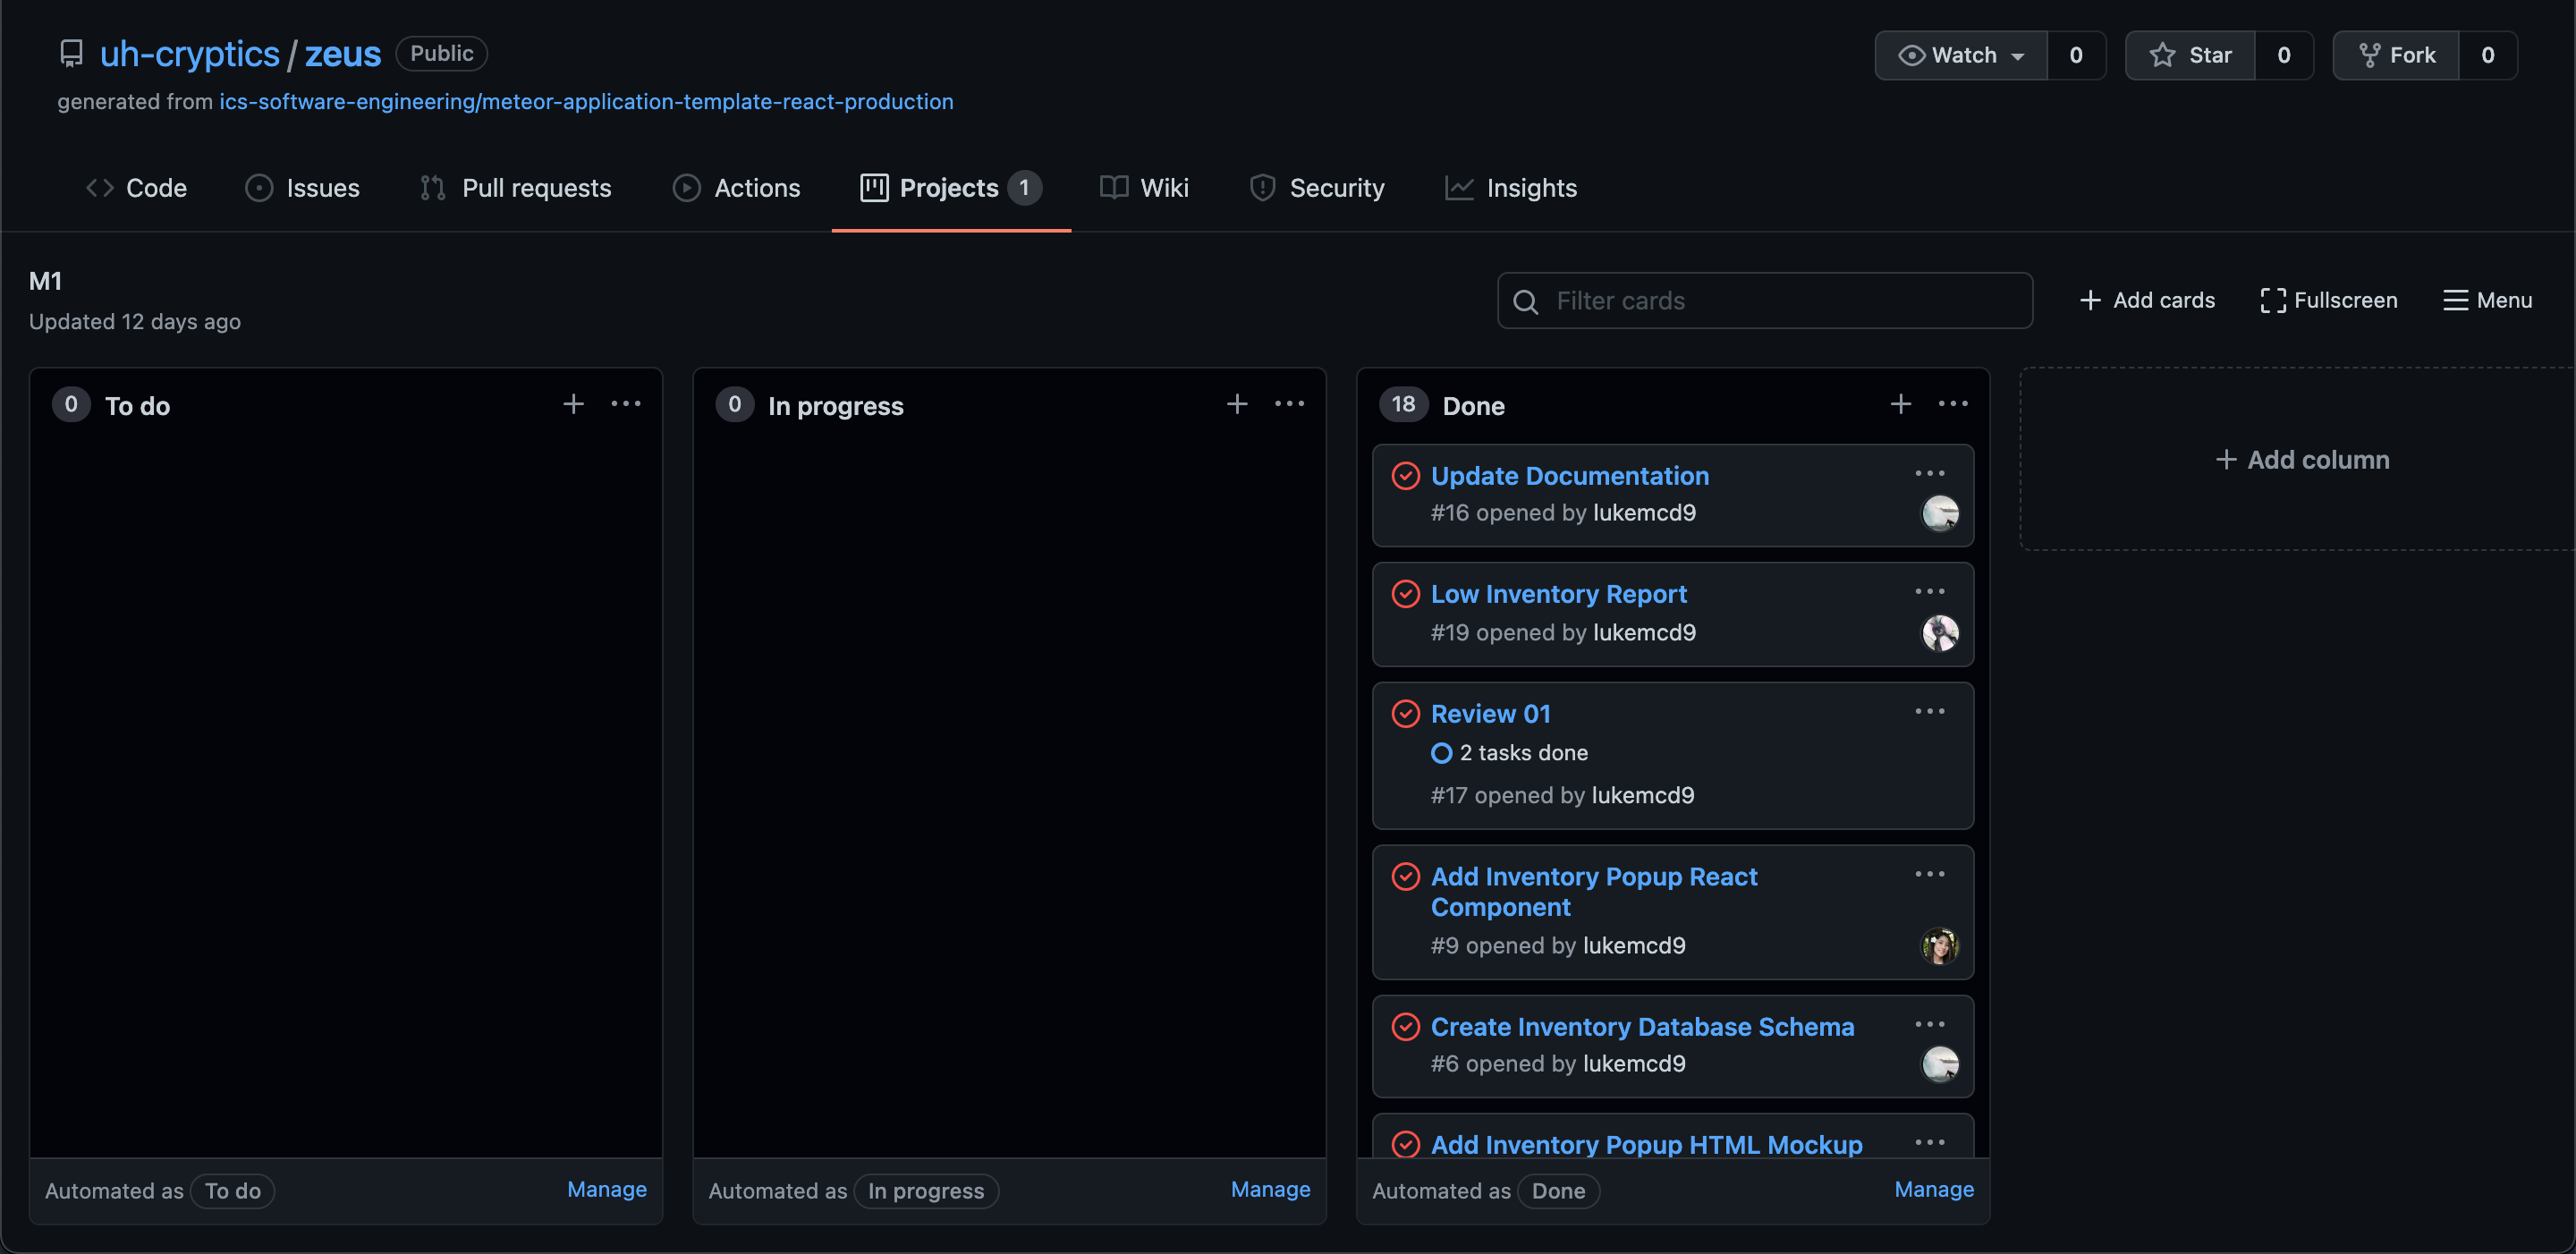 uh-cryptics / zeus Public
Watch 0 Star 0 Fork 0
generated from ics-software-engineering/meteor-application-template-react-production
Code Issues Pull requests Actions Projects 1 Wiki Security Insights
M1
Updated 12 days ago
Filter cards
Add cards Fullscreen Menu
0 To do
Automated as To do Manage
0 In progress
Automated as In progress Manage
18 Done
Update Documentation
#16 opened by lukemcd9
Low Inventory Report
#19 opened by lukemcd9
Review 01
2 tasks done
#17 opened by lukemcd9
Add Inventory Popup React
Component
#9 opened by lukemcd9
Create Inventory Database Schema
#6 opened by lukemcd9
Add Inventory Popup HTML Mockup
Automated as Done Manage
Add column